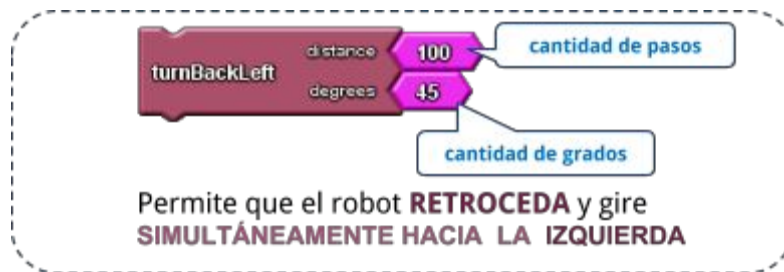 distance 100 cantidad de pasos
turnBackLeft
degrees 45
cantidad de grados
Permite que el robot RETROCEDA y gire
SIMULTÁNEAMENTE HACIA LA IZQUIERDA